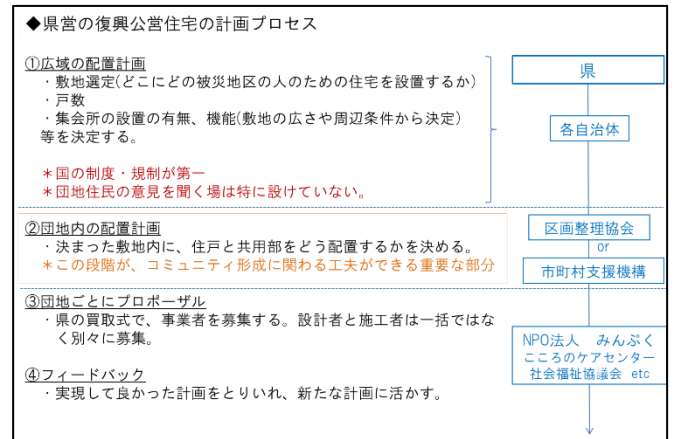 ◆県営の復興公営住宅の計画プロセス
①広域の配置計画
・敷地選定(どこにどの被災地区の人のための住宅を設置するか)
・戸数
・集会所の設置の有無、機能(敷地の広さや周辺条件から決定)
等を決定する。
＊国の制度・規制が第一
＊団地住民の意見を聞く場は特に設けていない。
県
各自治体
②団地内の配置計画
・決まった敷地内に、住戸と共用部をどう配置するかを決める。
＊この段階が、コミュニティ形成に関わる工夫ができる重要な部分
区画整理協会
or
市町村支援機構
③団地ごとにプロポーザル
・県の買取式で、事業者を募集する。設計者と施工者は一括ではな
く別々に募集。
④フィードバック
・実現して良かった計画をとりいれ、新たな計画に活かす。
NPO法人　みんぷく
こころのケアセンター
社会福祉協議会 etc